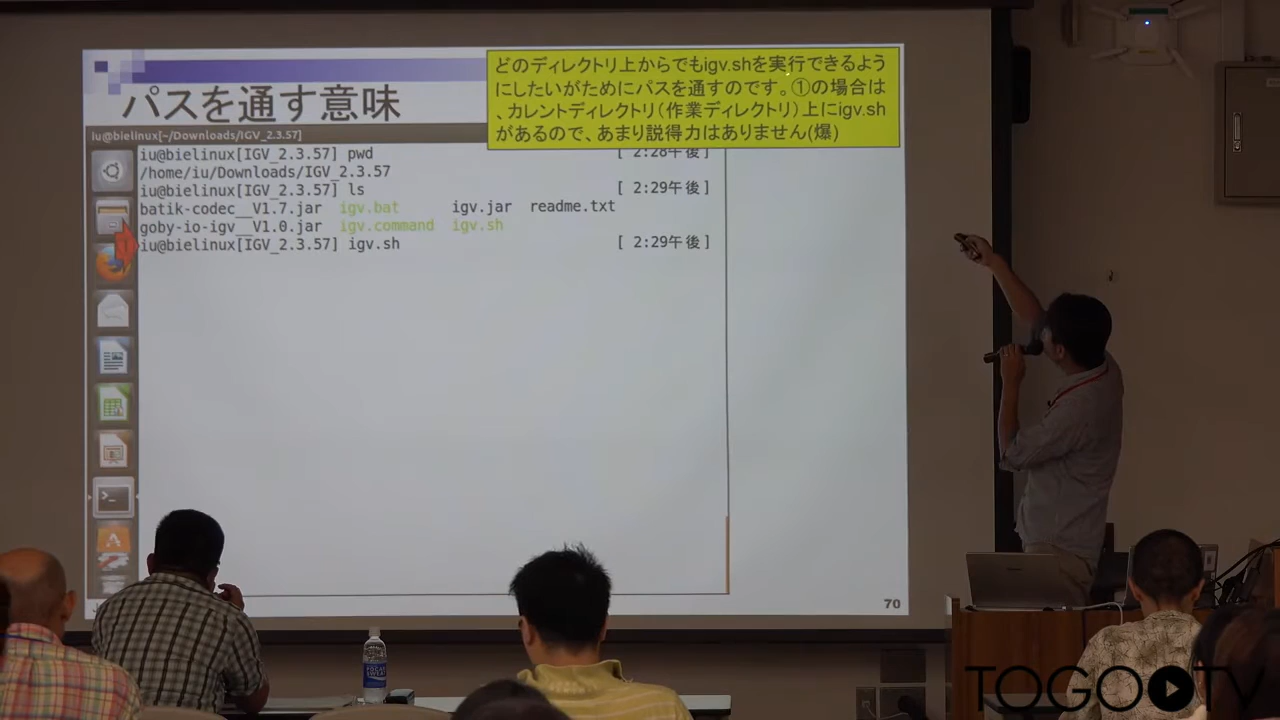 どのディレクトリ上からでもigv.shを実行できるよう
にしたいがためにパスを通すのです。①の場合は
、カレントディレクトリ(作業ディレクトリ)上にigv.sh
があるので、あまり説得力はありません(爆)
パスを通す意味
iu@bielinux[~/Downloads/IGV_2.3.57]
iu@bielinux[IGV_2.3.57] pwd [ 2:28午後]
/home/iu/Downloads/IGV_2.3.57
iu@bielinux[IGV_2.3.57] ls [ 2:29午後]
batik-codec__V1.7.jar igv.bat igv.jar readme.txt
goby-io-igv__V1.0.jar igv.command igv.sh
iu@bielinux[IGV_2.3.57] igv.sh [ 2:29午後]
70
POCARI SWEAT
TOGOTV